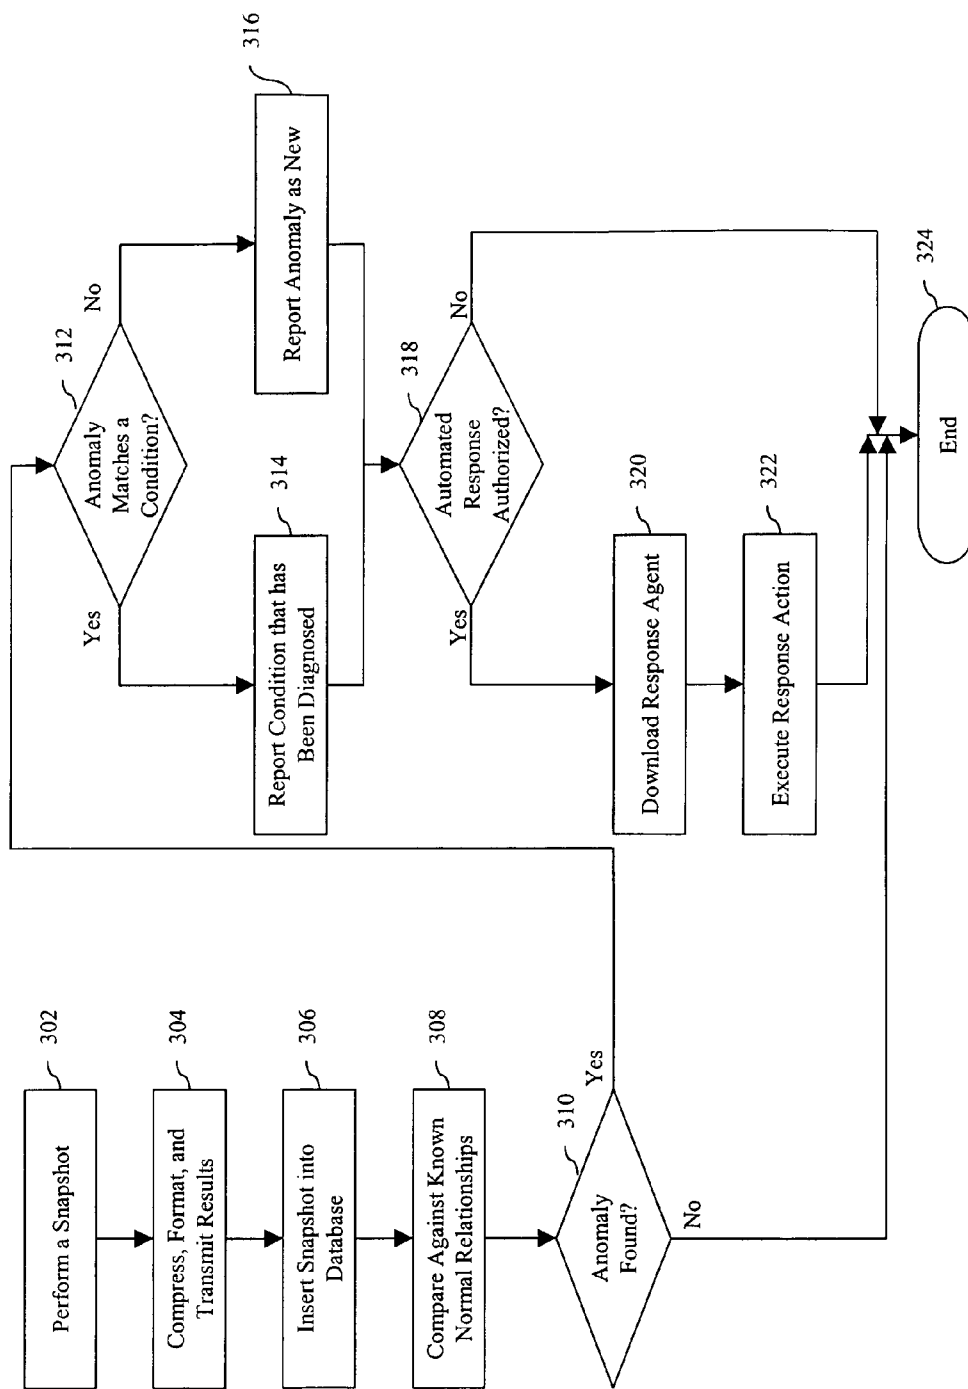 302
Perform a Snapshot
304
Compress, Format, and
Transmit Results
306
Insert Snapshot into
Database
308
Compare Against Known
Normal Relationships
310
Anomaly
Found?
Yes
No
312
Anomaly
Matches a
Condition?
Yes
No
314
Report Condition that has
Been Diagnosed
316
Report Anomaly as New
318
Automated
Response
Authorized?
Yes
No
320
Download Response Agent
322
Execute Response Action
324
End